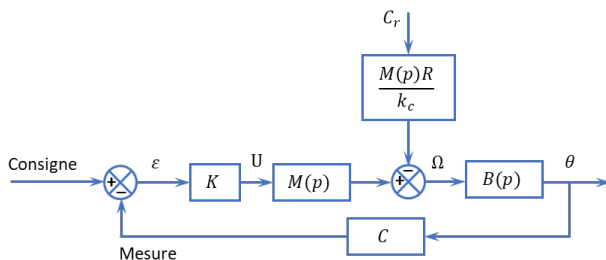 C_r
M(p)R
k_c
Consigne
+
−
ε
K
U
M(p)
+
−
Ω
B(p)
θ
C
Mesure